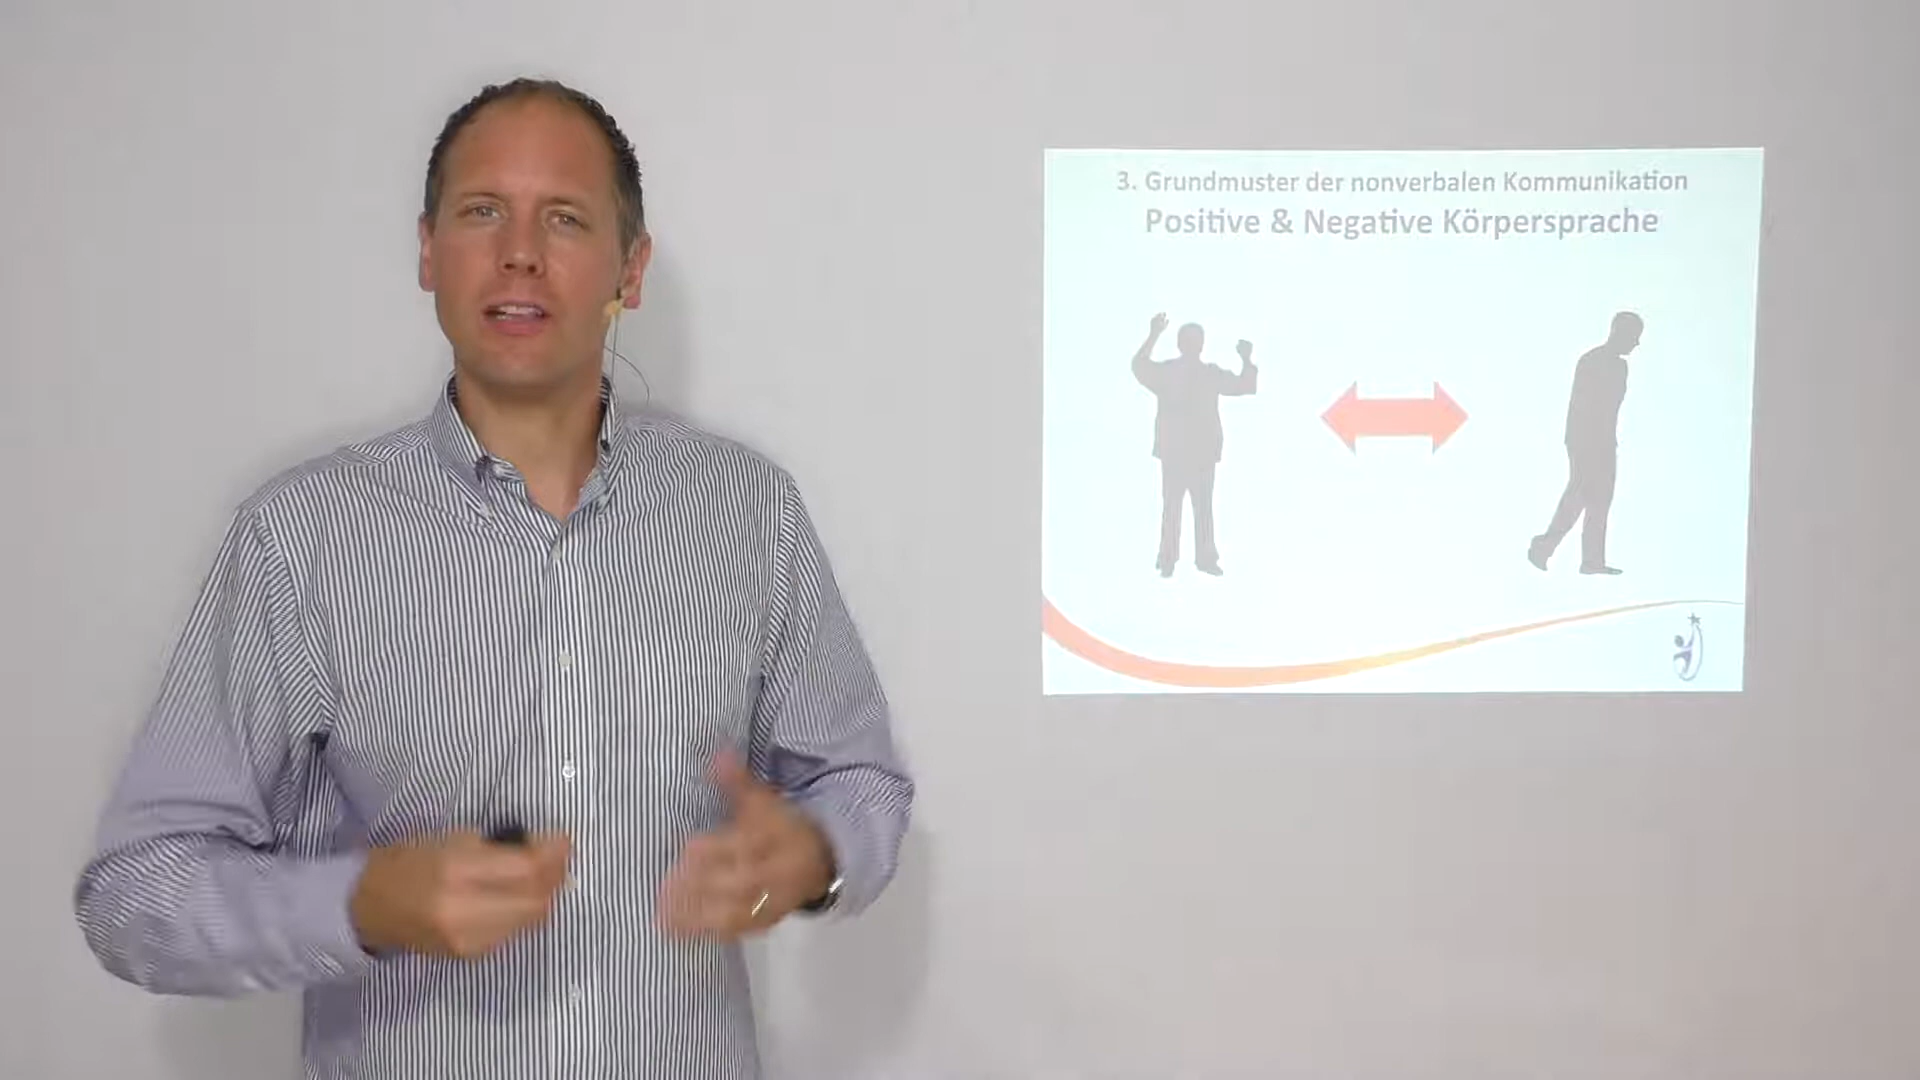 3. Grundmuster der nonverbalen Kommunikation
Positive & Negative Körpersprache